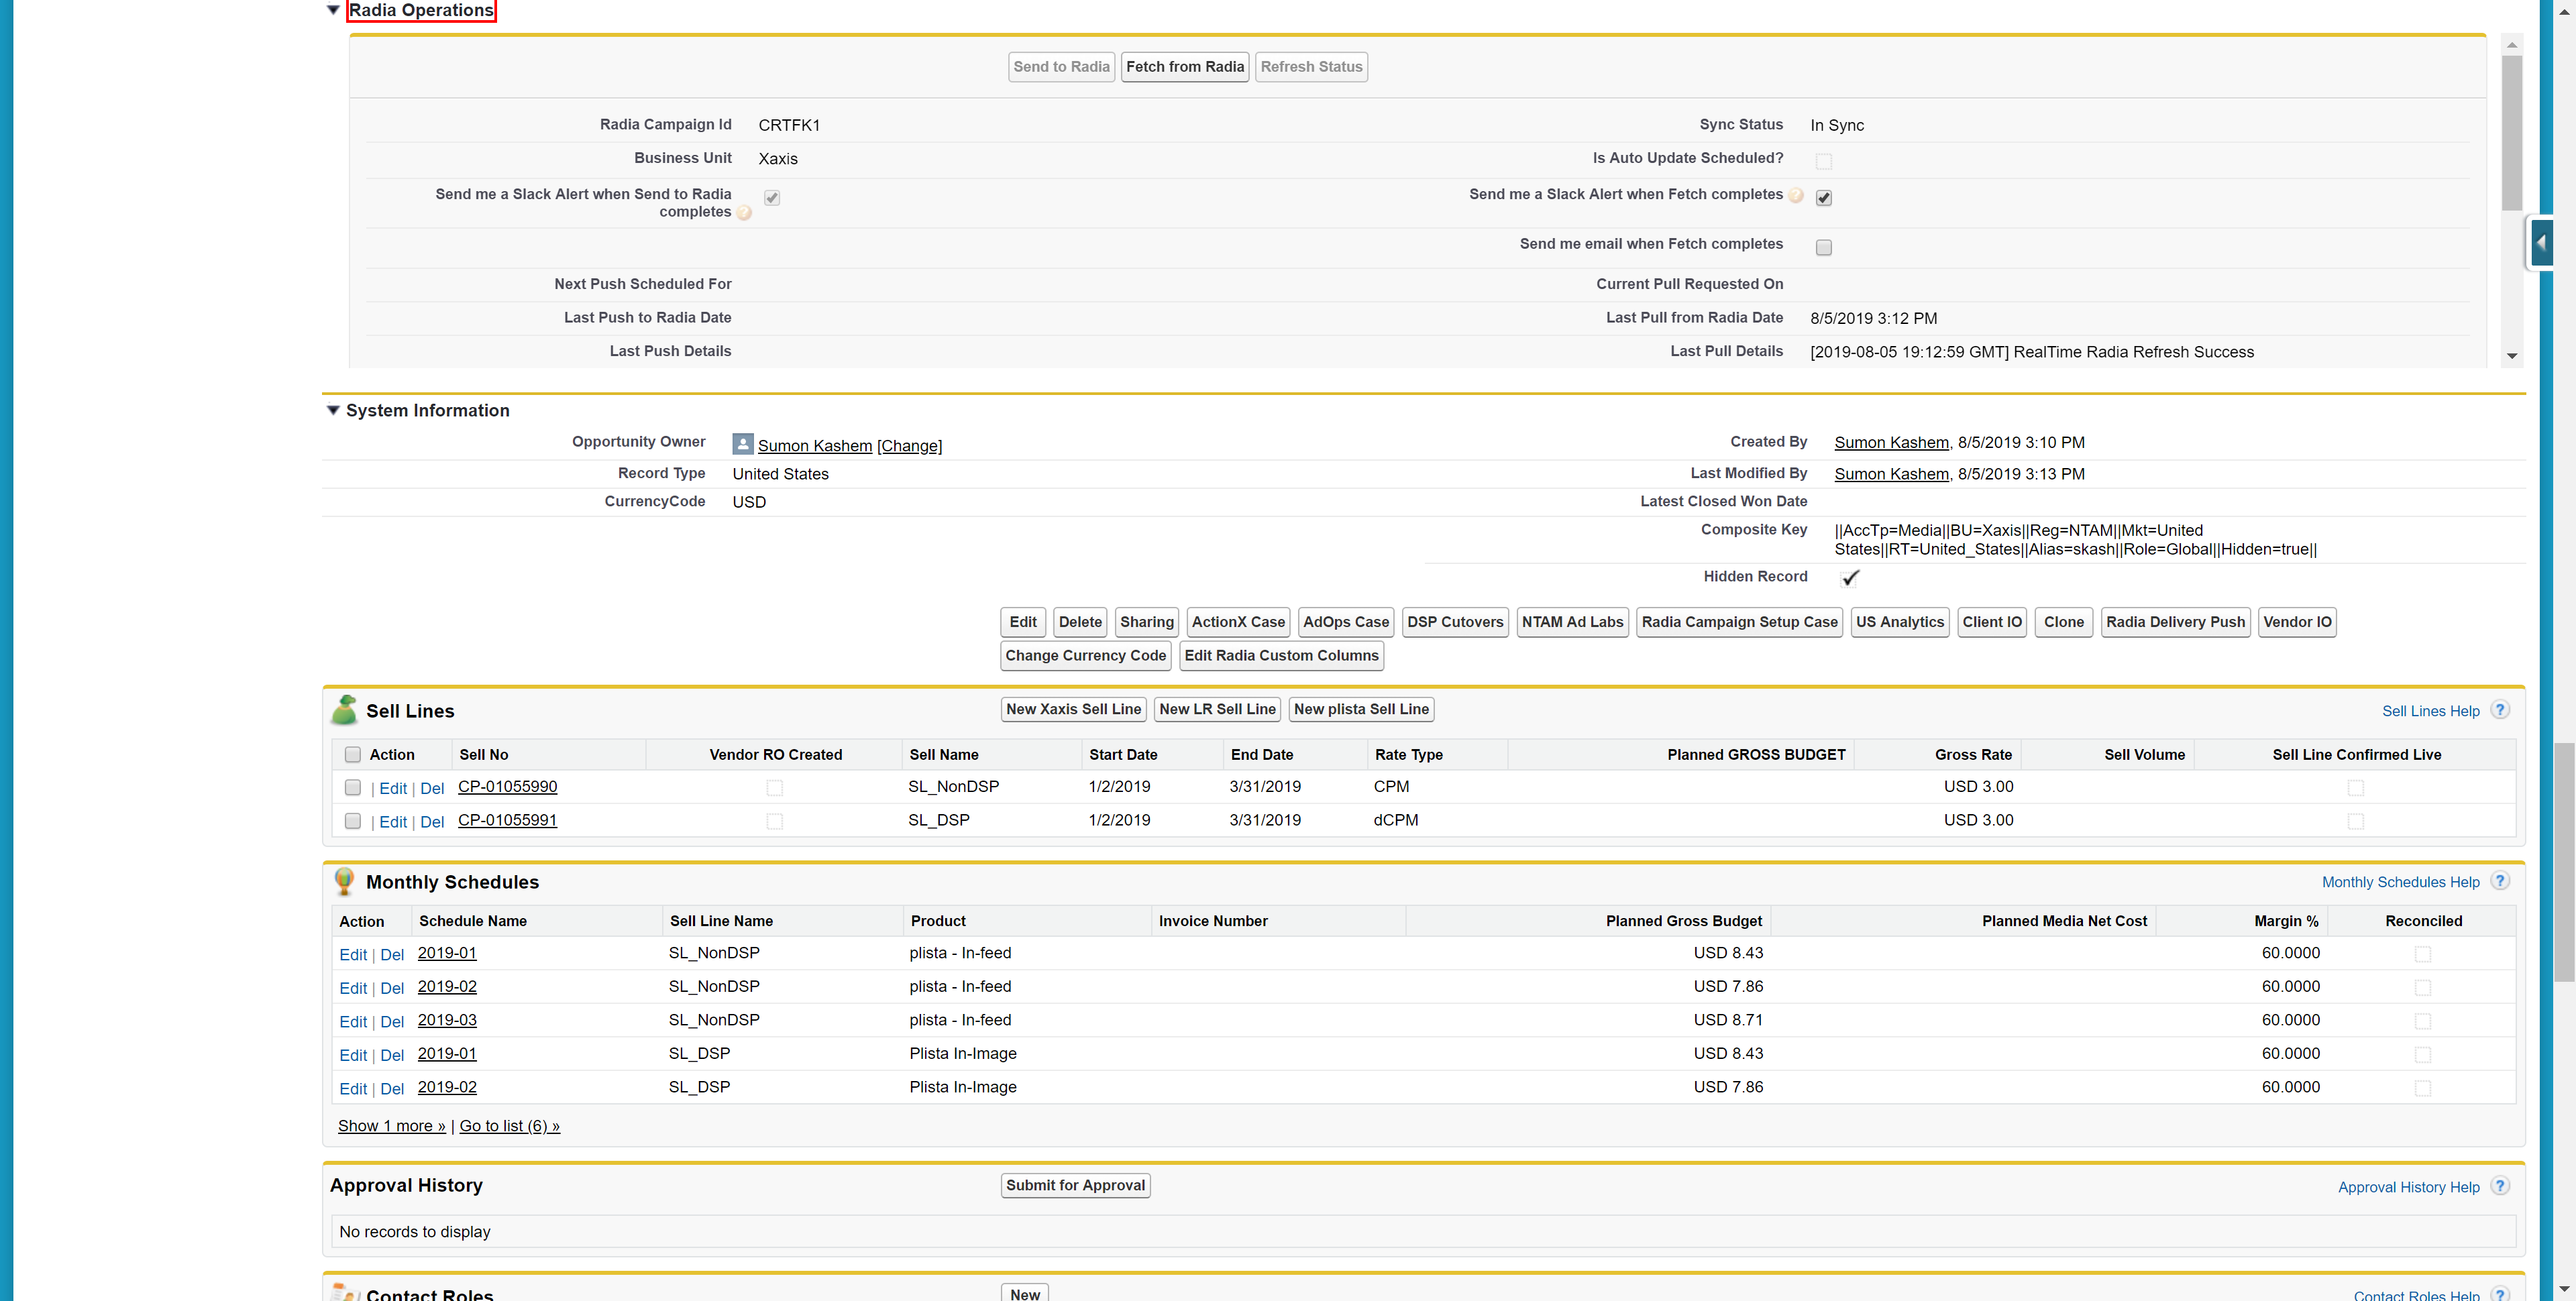 Radia Operations
Send to Radia Fetch from Radia Refresh Status
Radia Campaign Id CRTFK1 Sync Status In Sync
Business Unit Xaxis Is Auto Update Scheduled?
Send me a Slack Alert when Send to Radia Send me a Slack Alert when Fetch completes ?
completes ?
Send me email when Fetch completes
Next Push Scheduled For Current Pull Requested On
Last Push to Radia Date Last Pull from Radia Date 8/5/2019 3:12 PM
Last Push Details Last Pull Details [2019-08-05 19:12:59 GMT] RealTime Radia Refresh Success
System Information
Opportunity Owner Sumon Kashem [Change] Created By Sumon Kashem, 8/5/2019 3:10 PM
Record Type United States Last Modified By Sumon Kashem, 8/5/2019 3:13 PM
CurrencyCode USD Latest Closed Won Date
Composite Key ||AccTp=Media||BU=Xaxis||Reg=NTAM||Mkt=United
States||RT=United_States||Alias=skash||Role=Global||Hidden=true||
Hidden Record
Edit Delete Sharing ActionX Case AdOps Case DSP Cutovers NTAM Ad Labs Radia Campaign Setup Case US Analytics Client IO Clone Radia Delivery Push Vendor IO
Change Currency Code Edit Radia Custom Columns
Sell Lines New Xaxis Sell Line New LR Sell Line New plista Sell Line Sell Lines Help ?
Action Sell No Vendor RO Created Sell Name Start Date End Date Rate Type Planned GROSS BUDGET Gross Rate Sell Volume Sell Line Confirmed Live
| Edit | Del CP-01055990 SL_NonDSP 1/2/2019 3/31/2019 CPM USD 3.00
| Edit | Del CP-01055991 SL_DSP 1/2/2019 3/31/2019 dCPM USD 3.00
Monthly Schedules Monthly Schedules Help ?
Action Schedule Name Sell Line Name Product Invoice Number Planned Gross Budget Planned Media Net Cost Margin % Reconciled
Edit | Del 2019-01 SL_NonDSP plista - In-feed USD 8.43 60.0000
Edit | Del 2019-02 SL_NonDSP plista - In-feed USD 7.86 60.0000
Edit | Del 2019-03 SL_NonDSP plista - In-feed USD 8.71 60.0000
Edit | Del 2019-01 SL_DSP Plista In-Image USD 8.43 60.0000
Edit | Del 2019-02 SL_DSP Plista In-Image USD 7.86 60.0000
Show 1 more » | Go to list (6) »
Approval History Submit for Approval Approval History Help ?
No records to display
Contact Roles New Contact Roles Help ?